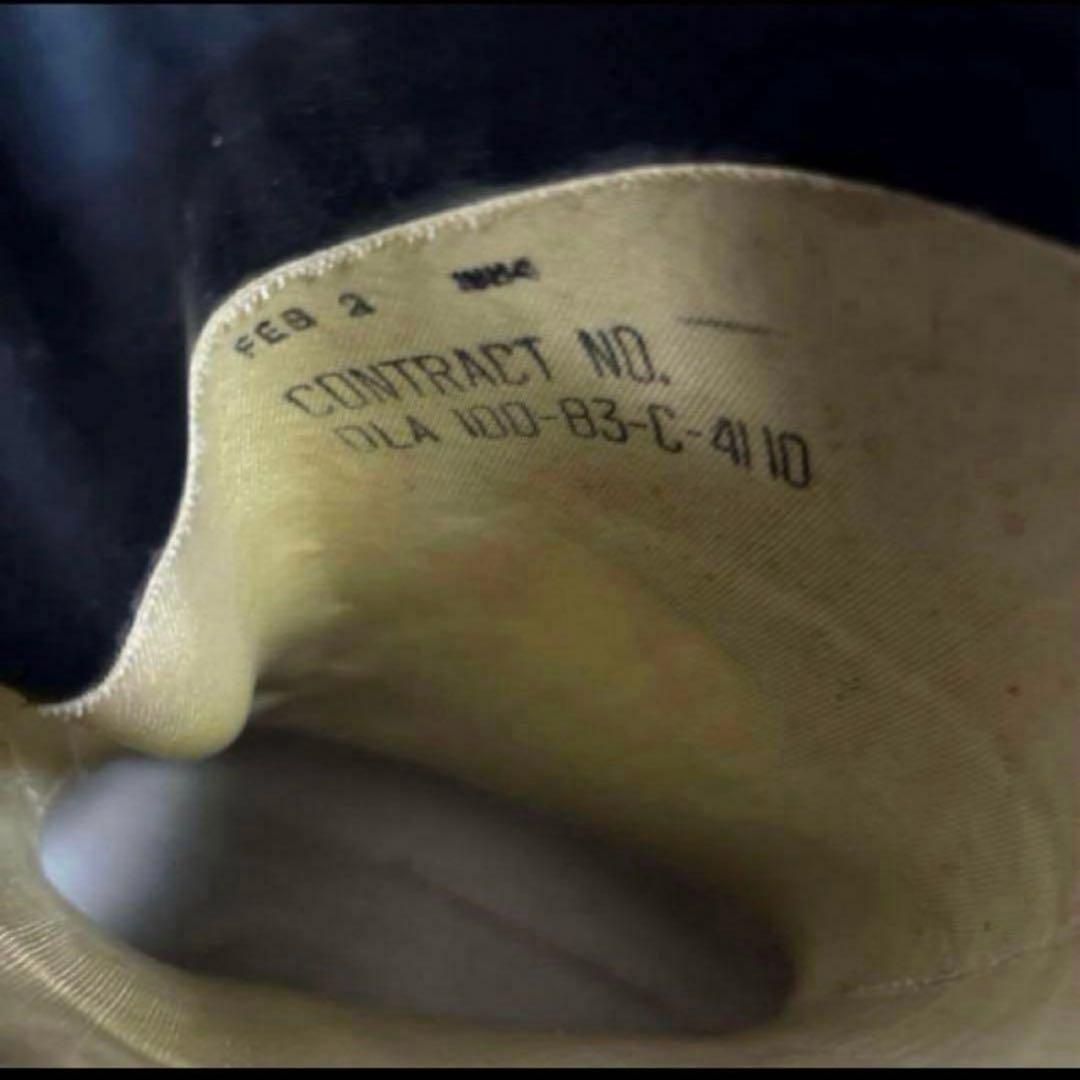 FEB 2
CONTRACT NO.
DLA 100-83-C-4110